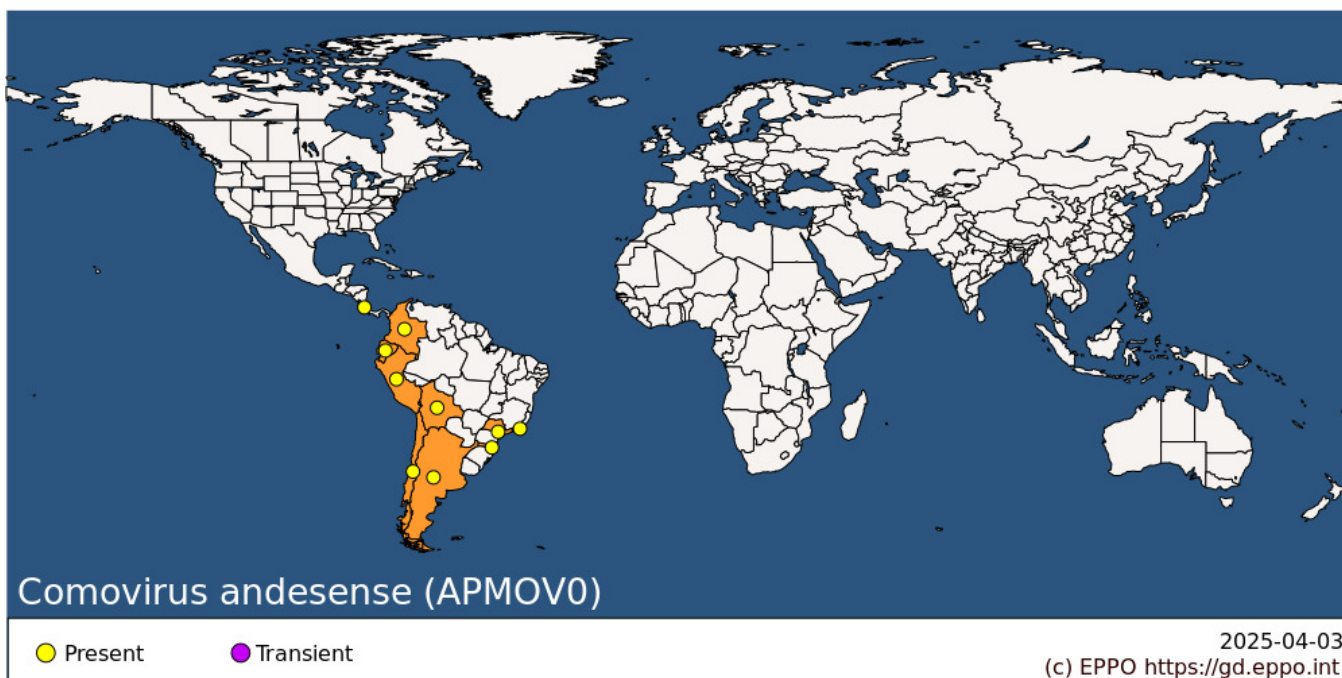 Comovirus andesense (APMOV0)
Present
Transient
2025-04-03
(c) EPPO https://gd.eppo.int